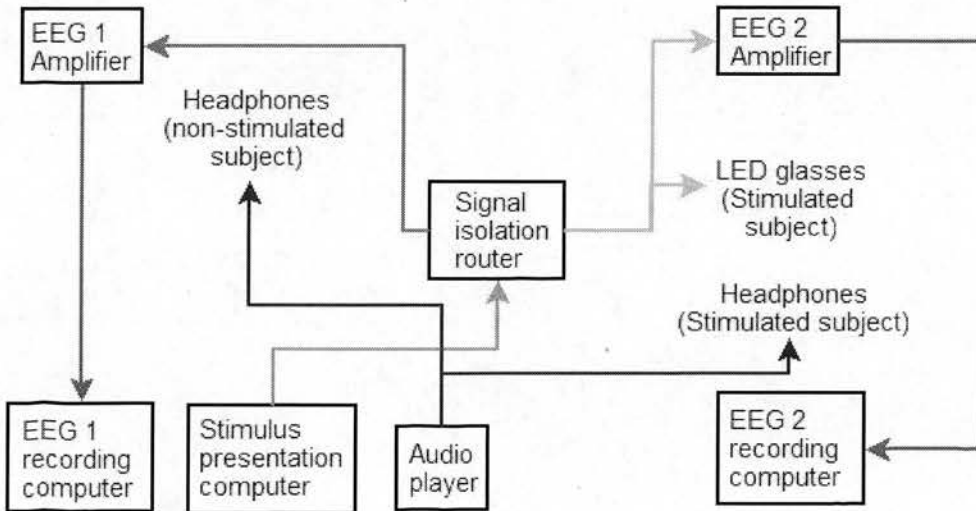 EEG 1
Amplifier
EEG 2
Amplifier
Headphones
(non-stimulated
subject)
LED glasses
(Stimulated
subject)
Signal
isolation
router
Headphones
(Stimulated subject)
EEG 1
recording
computer
Stimulus
presentation
computer
Audio
player
EEG 2
recording
computer